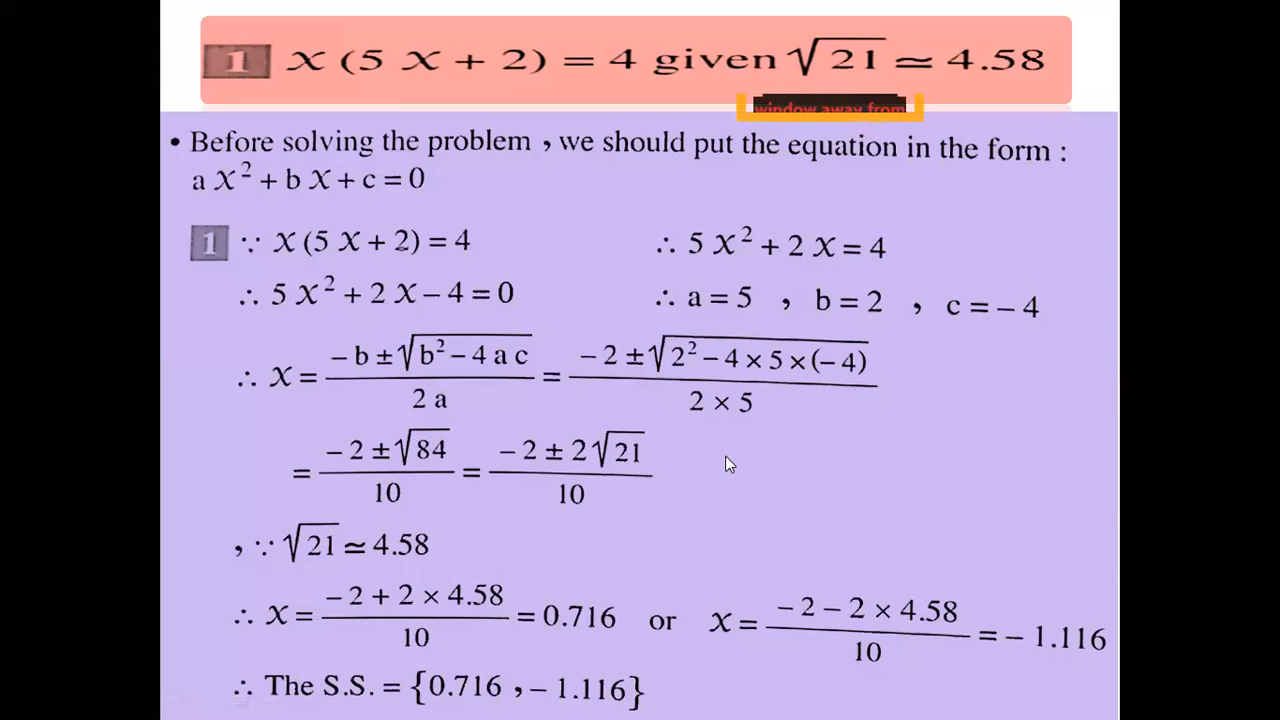 1 x (5 x + 2) = 4 given √21 ≃ 4.58
window away from
• Before solving the problem , we should put the equation in the form :
a x² + b x + c = 0
1 ∵ x (5 x + 2) = 4 ∴ 5 x² + 2 x = 4
∴ 5 x² + 2 x – 4 = 0 ∴ a = 5 , b = 2 , c = – 4
∴ x = (– b ± √(b² – 4 a c)) / (2 a) = (– 2 ± √(2² – 4 × 5 × (– 4))) / (2 × 5)
= (– 2 ± √84) / 10 = (– 2 ± 2 √21) / 10
, ∵ √21 ≃ 4.58
∴ x = (– 2 + 2 × 4.58) / 10 = 0.716 or x = (– 2 – 2 × 4.58) / 10 = – 1.116
∴ The S.S. = {0.716 , – 1.116}